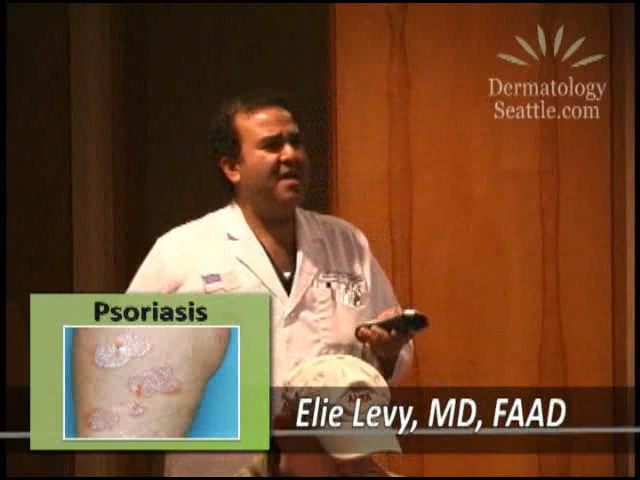 Dermatology
Seattle.com
Psoriasis
Elie Levy, MD, FAAD